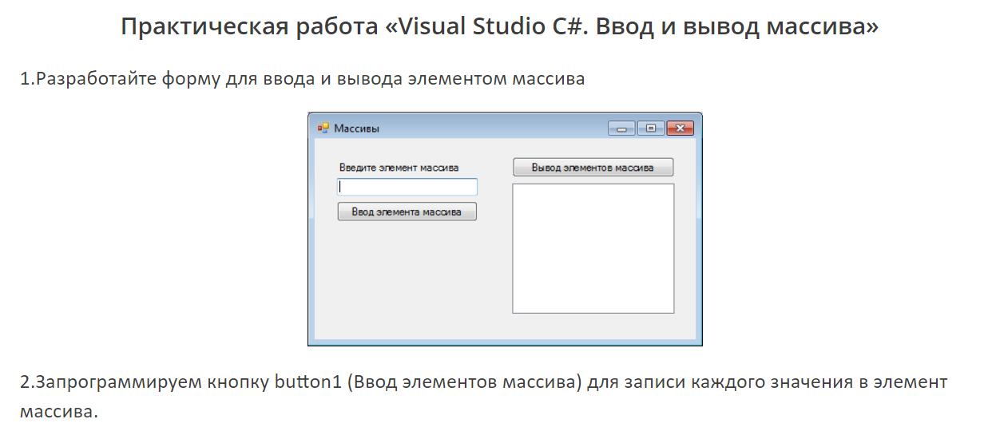 Практическая работа «Visual Studio C#. Ввод и вывод массива»
1.Разработайте форму для ввода и вывода элементом массива
Массивы
Введите элемент массива
Вывод элементов массива
Ввод элемента массива
2.Запрограммируем кнопку button1 (Ввод элементов массива) для записи каждого значения в элемент
массива.